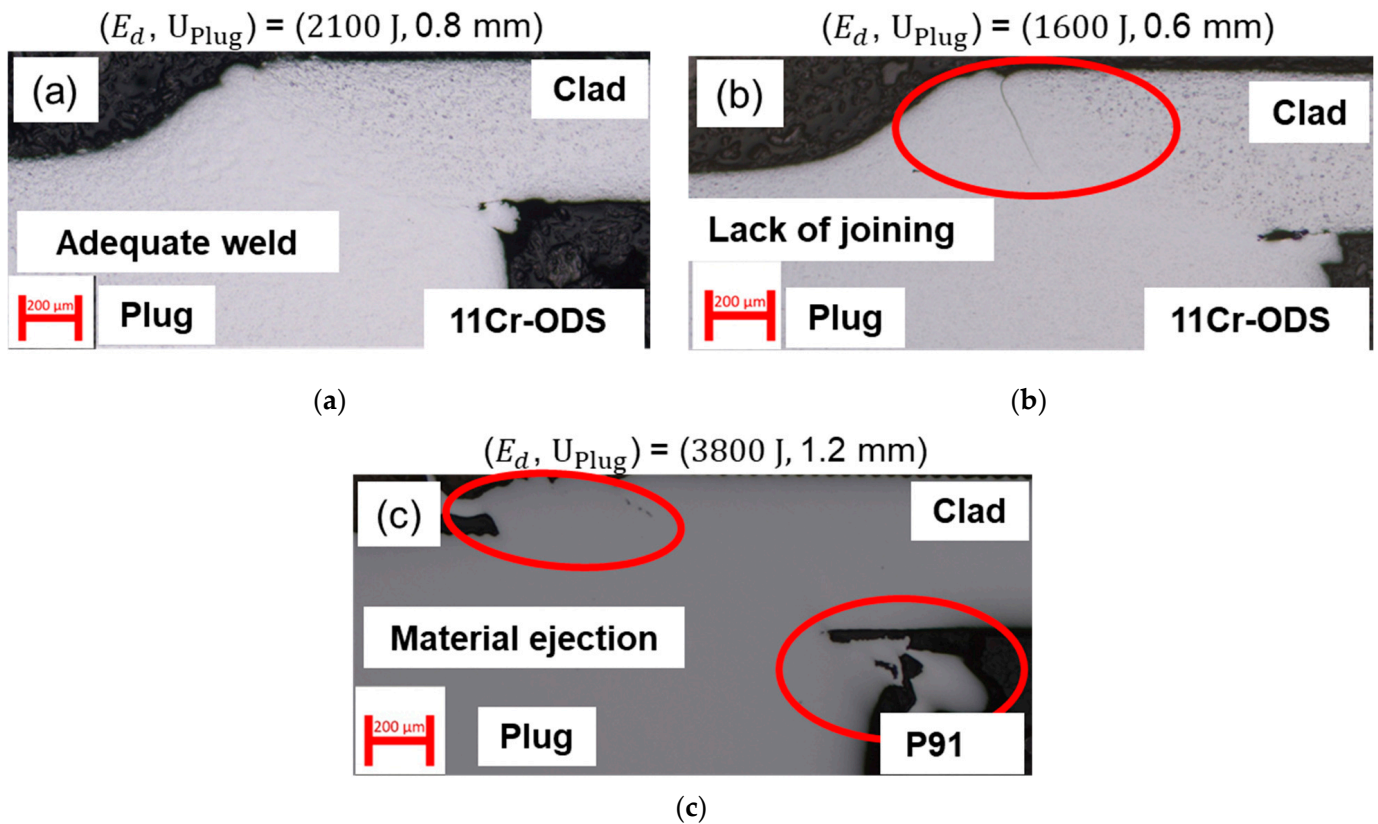 (E_d, U_Plug) = (2100 J, 0.8 mm)
(a)
Clad
Adequate weld
200 µm
Plug
11Cr-ODS
(a)
(E_d, U_Plug) = (1600 J, 0.6 mm)
(b)
Clad
Lack of joining
200 µm
Plug
11Cr-ODS
(b)
(E_d, U_Plug) = (3800 J, 1.2 mm)
(c)
Clad
Material ejection
200 µm
Plug
P91
(c)